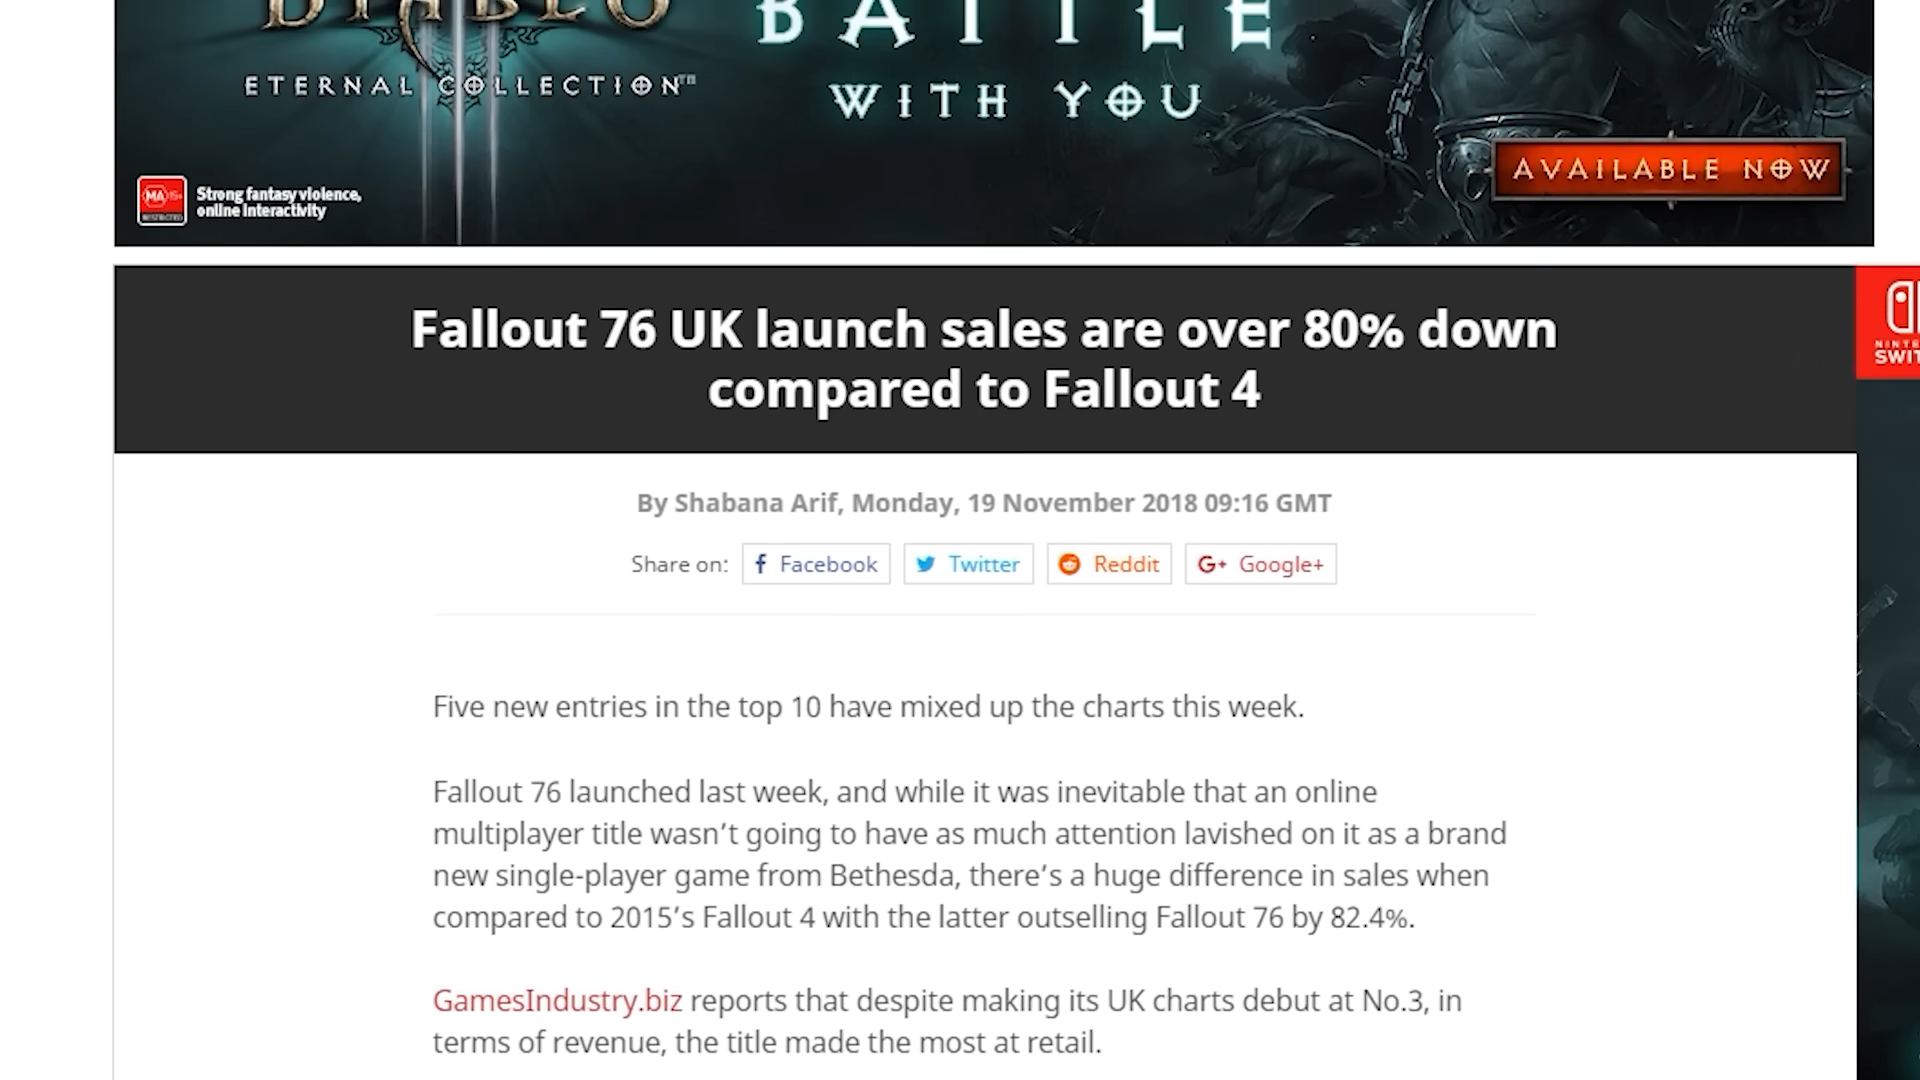 DIABLO
BATTLE
ETERNAL COLLECTION™
WITH YOU
AVAILABLE NOW
MA 15+
RESTRICTED
Strong fantasy violence,
online interactivity
Fallout 76 UK launch sales are over 80% down
compared to Fallout 4
By Shabana Arif, Monday, 19 November 2018 09:16 GMT
Share on: Facebook Twitter Reddit G+ Google+
Five new entries in the top 10 have mixed up the charts this week.
Fallout 76 launched last week, and while it was inevitable that an online
multiplayer title wasn’t going to have as much attention lavished on it as a brand
new single-player game from Bethesda, there’s a huge difference in sales when
compared to 2015’s Fallout 4 with the latter outselling Fallout 76 by 82.4%.
GamesIndustry.biz reports that despite making its UK charts debut at No.3, in
terms of revenue, the title made the most at retail.